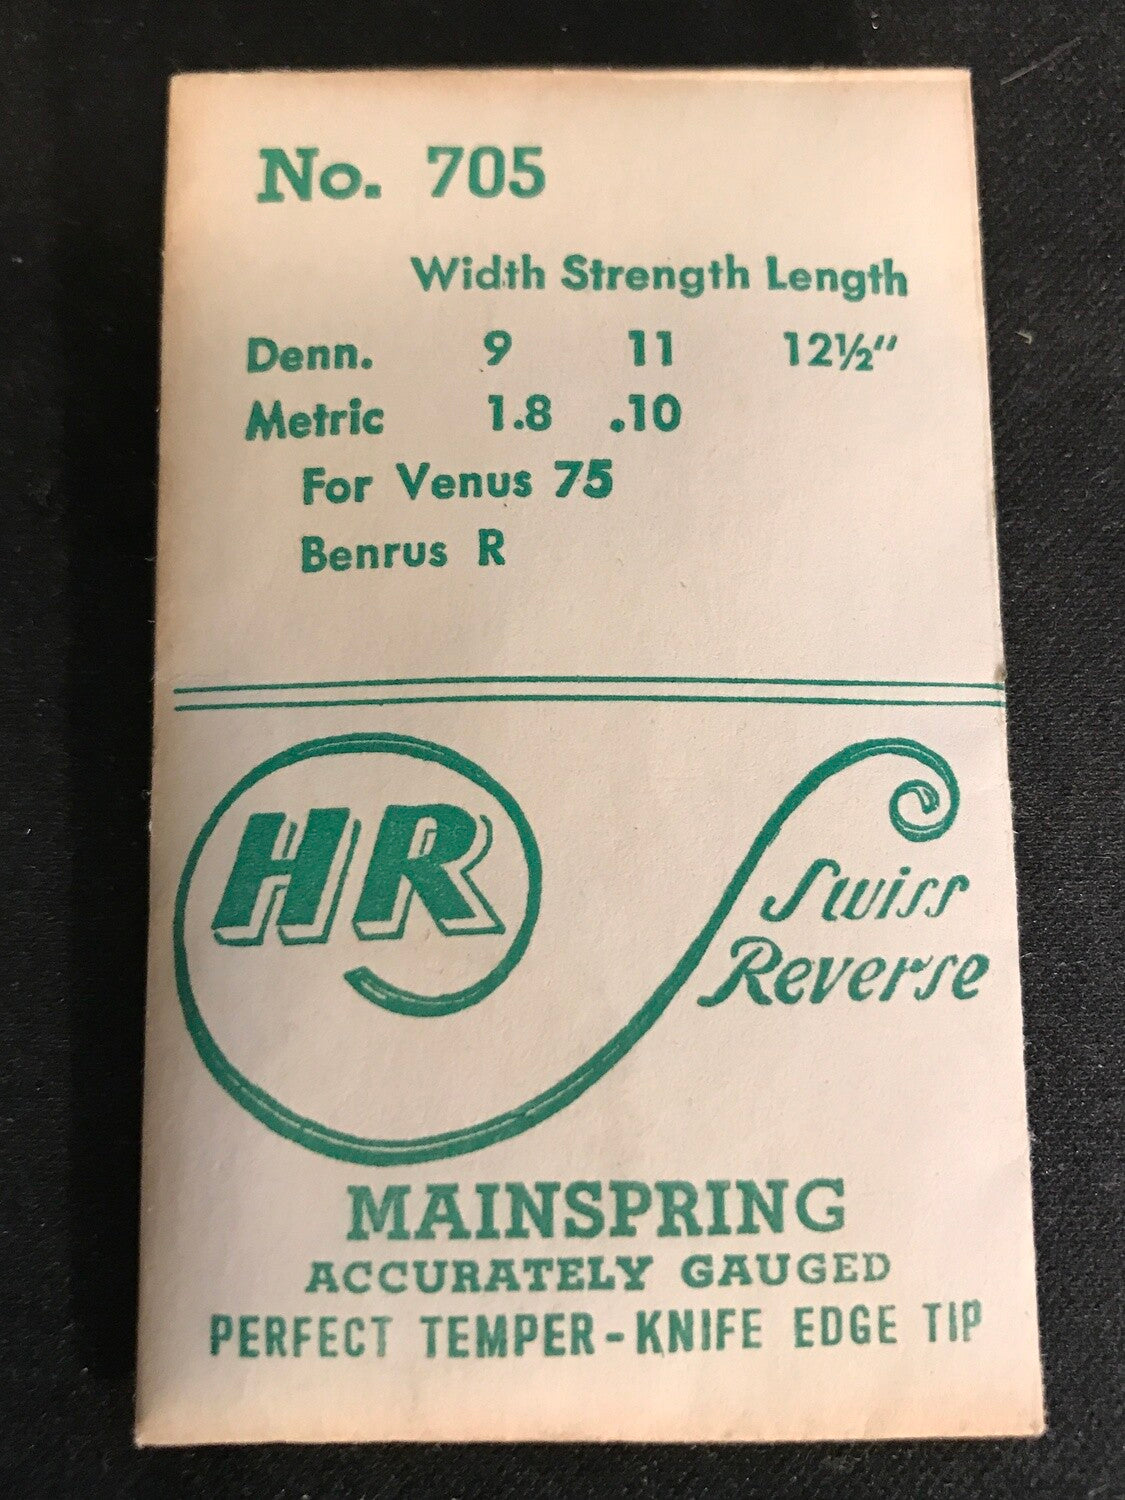 No. 705
Width Strength Length
Denn. 9 11 12½"
Metric 1.8 .10
For Venus 75
Benrus R
HR
Swiss
Reverse
MAINSPRING
ACCURATELY GAUGED
PERFECT TEMPER-KNIFE EDGE TIP